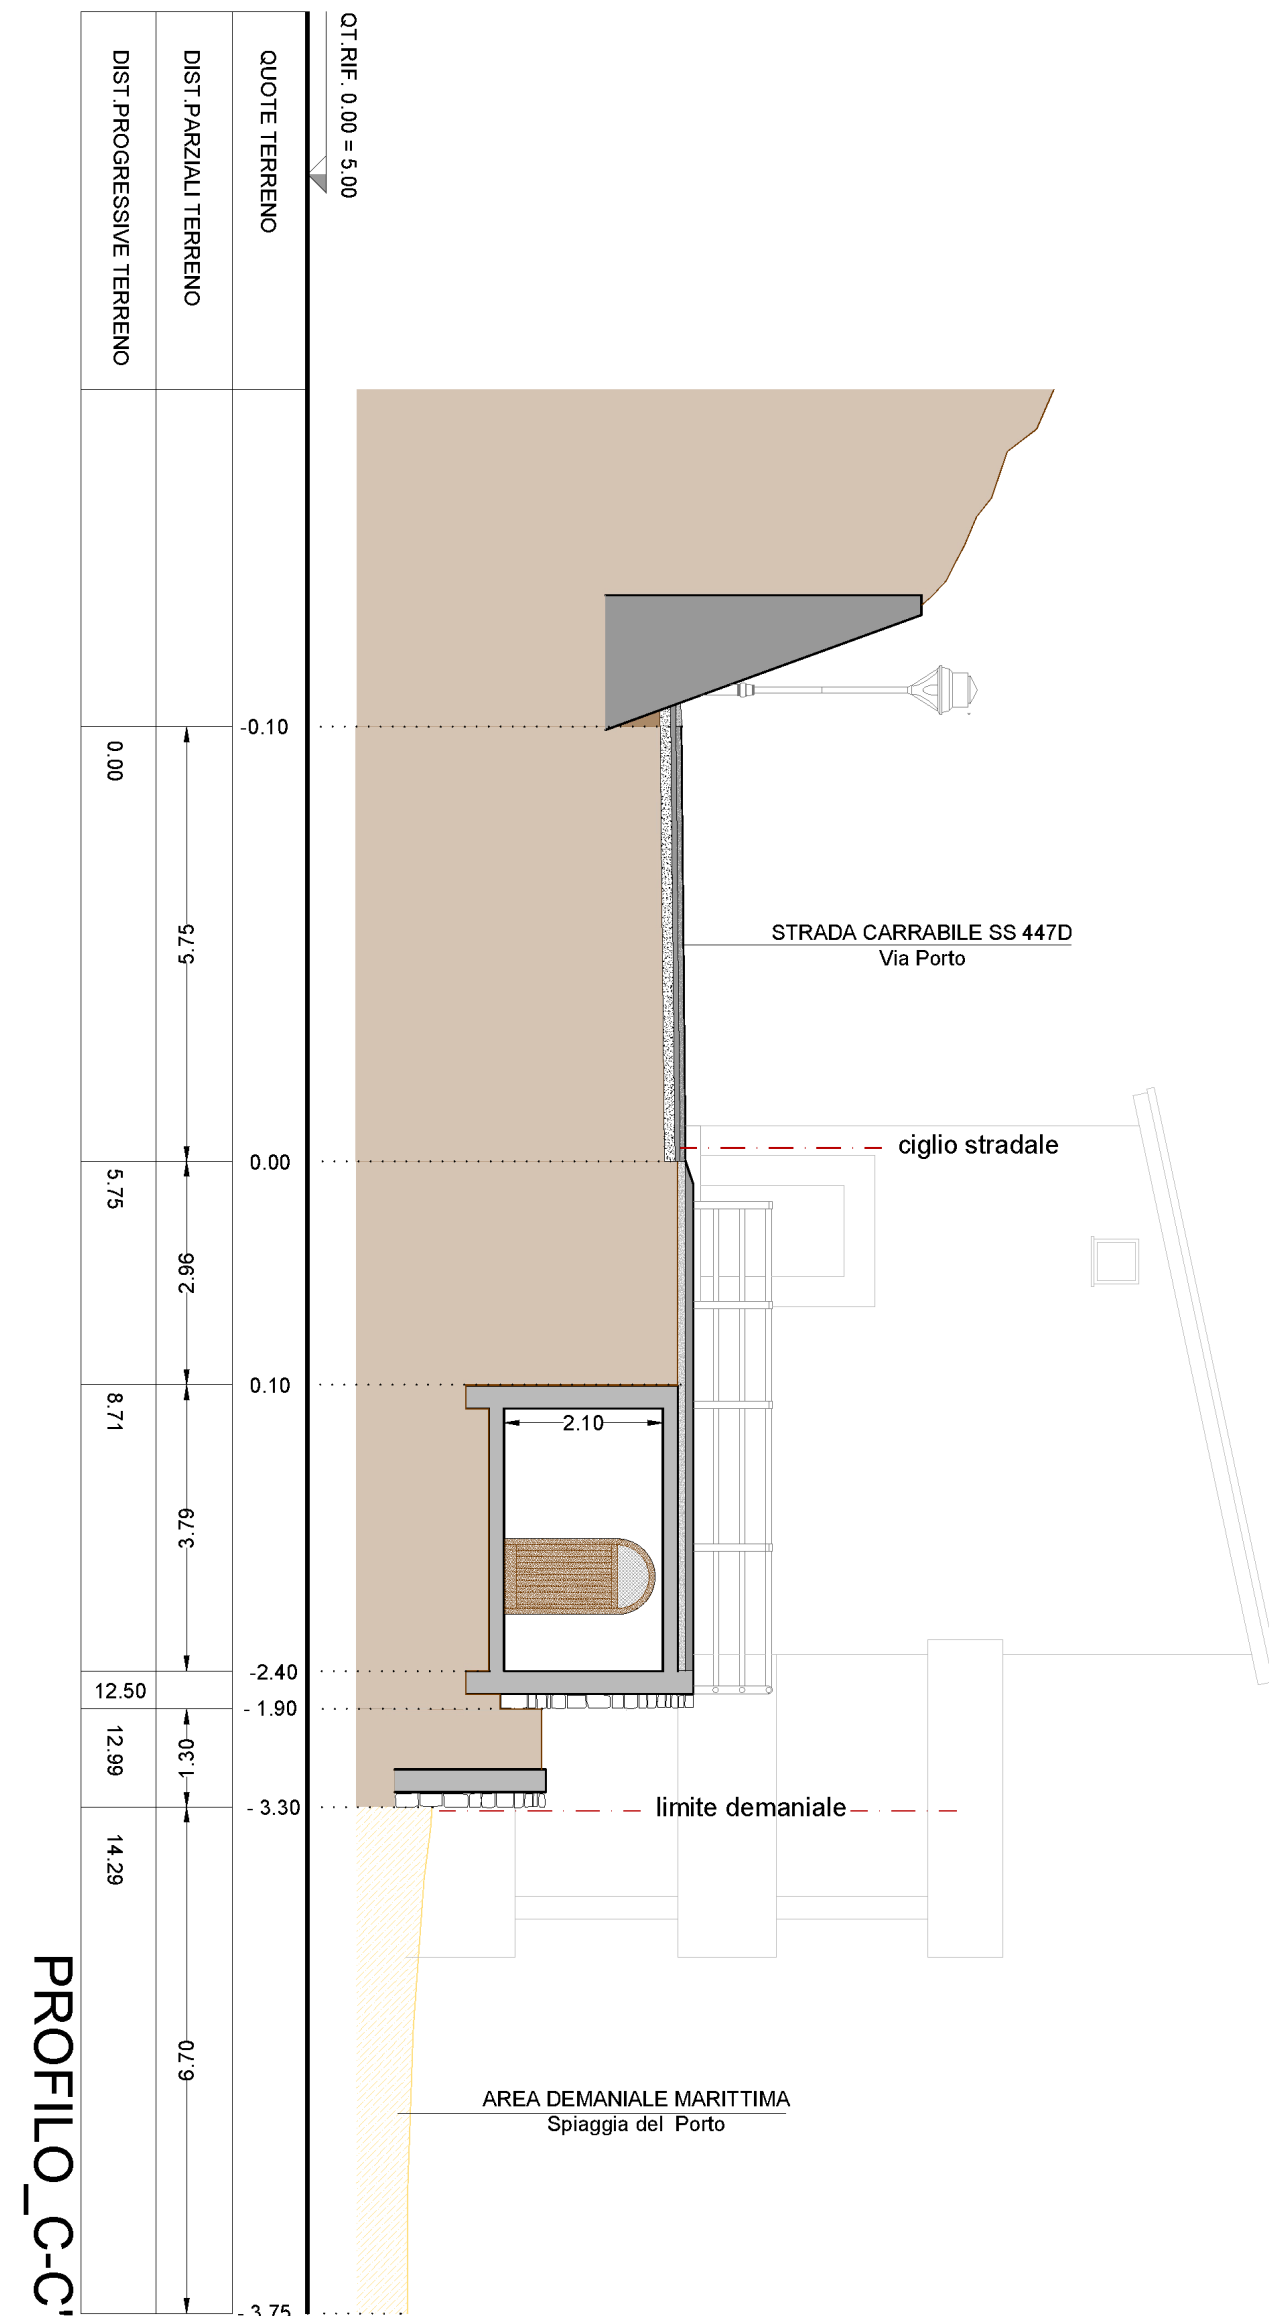 QT.RIF. 0.00 = 5.00
QUOTE TERRENO
DIST.PARZIALI TERRENO
DIST.PROGRESSIVE TERRENO
-0.10
0.00
5.75
STRADA CARRABILE SS 447D
Via Porto
ciglio stradale
0.00
5.75
2.96
0.10
8.71
2.10
3.79
-2.40
12.50
- 1.90
12.99
1.30
- 3.30
limite demaniale
14.29
9.70
AREA DEMANIALE MARITTIMA
Spiaggia del Porto
- 3.75
PROFILO_C-C'